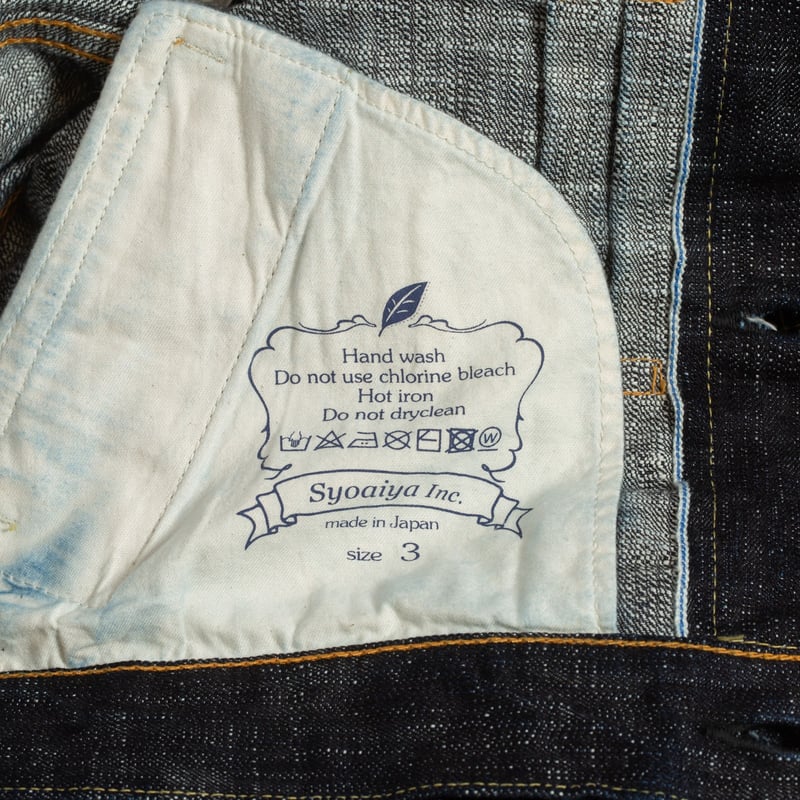 Hand wash
Do not use chlorine bleach
Hot iron
Do not dryclean
W
Syoaiya Inc.
made in Japan
size 3